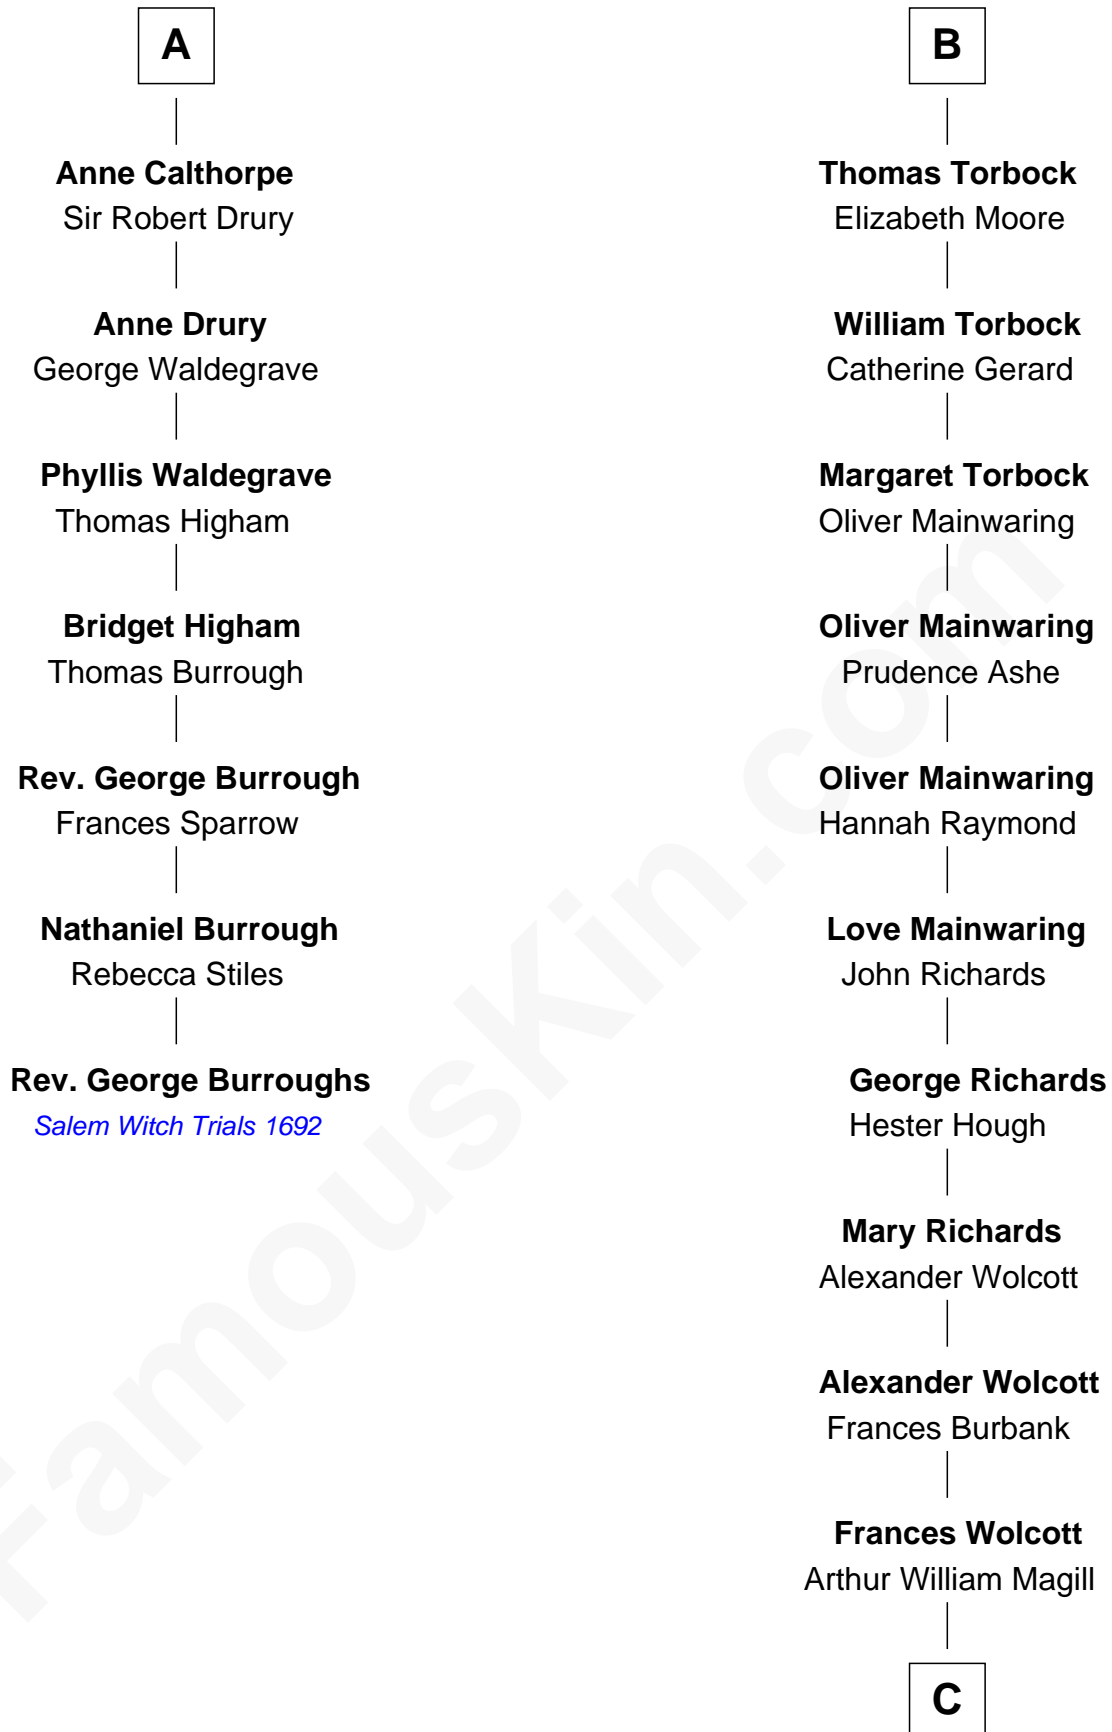 A
Anne Calthorpe
Sir Robert Drury
Anne Drury
George Waldegrave
Phyllis Waldegrave
Thomas Higham
Bridget Higham
Thomas Burrough
Rev. George Burrough
Frances Sparrow
Nathaniel Burrough
Rebecca Stiles
Rev. George Burroughs
Salem Witch Trials 1692
B
Thomas Torbock
Elizabeth Moore
William Torbock
Catherine Gerard
Margaret Torbock
Oliver Mainwaring
Oliver Mainwaring
Prudence Ashe
Oliver Mainwaring
Hannah Raymond
Love Mainwaring
John Richards
George Richards
Hester Hough
Mary Richards
Alexander Wolcott
Alexander Wolcott
Frances Burbank
Frances Wolcott
Arthur William Magill
C
FamousKin.com